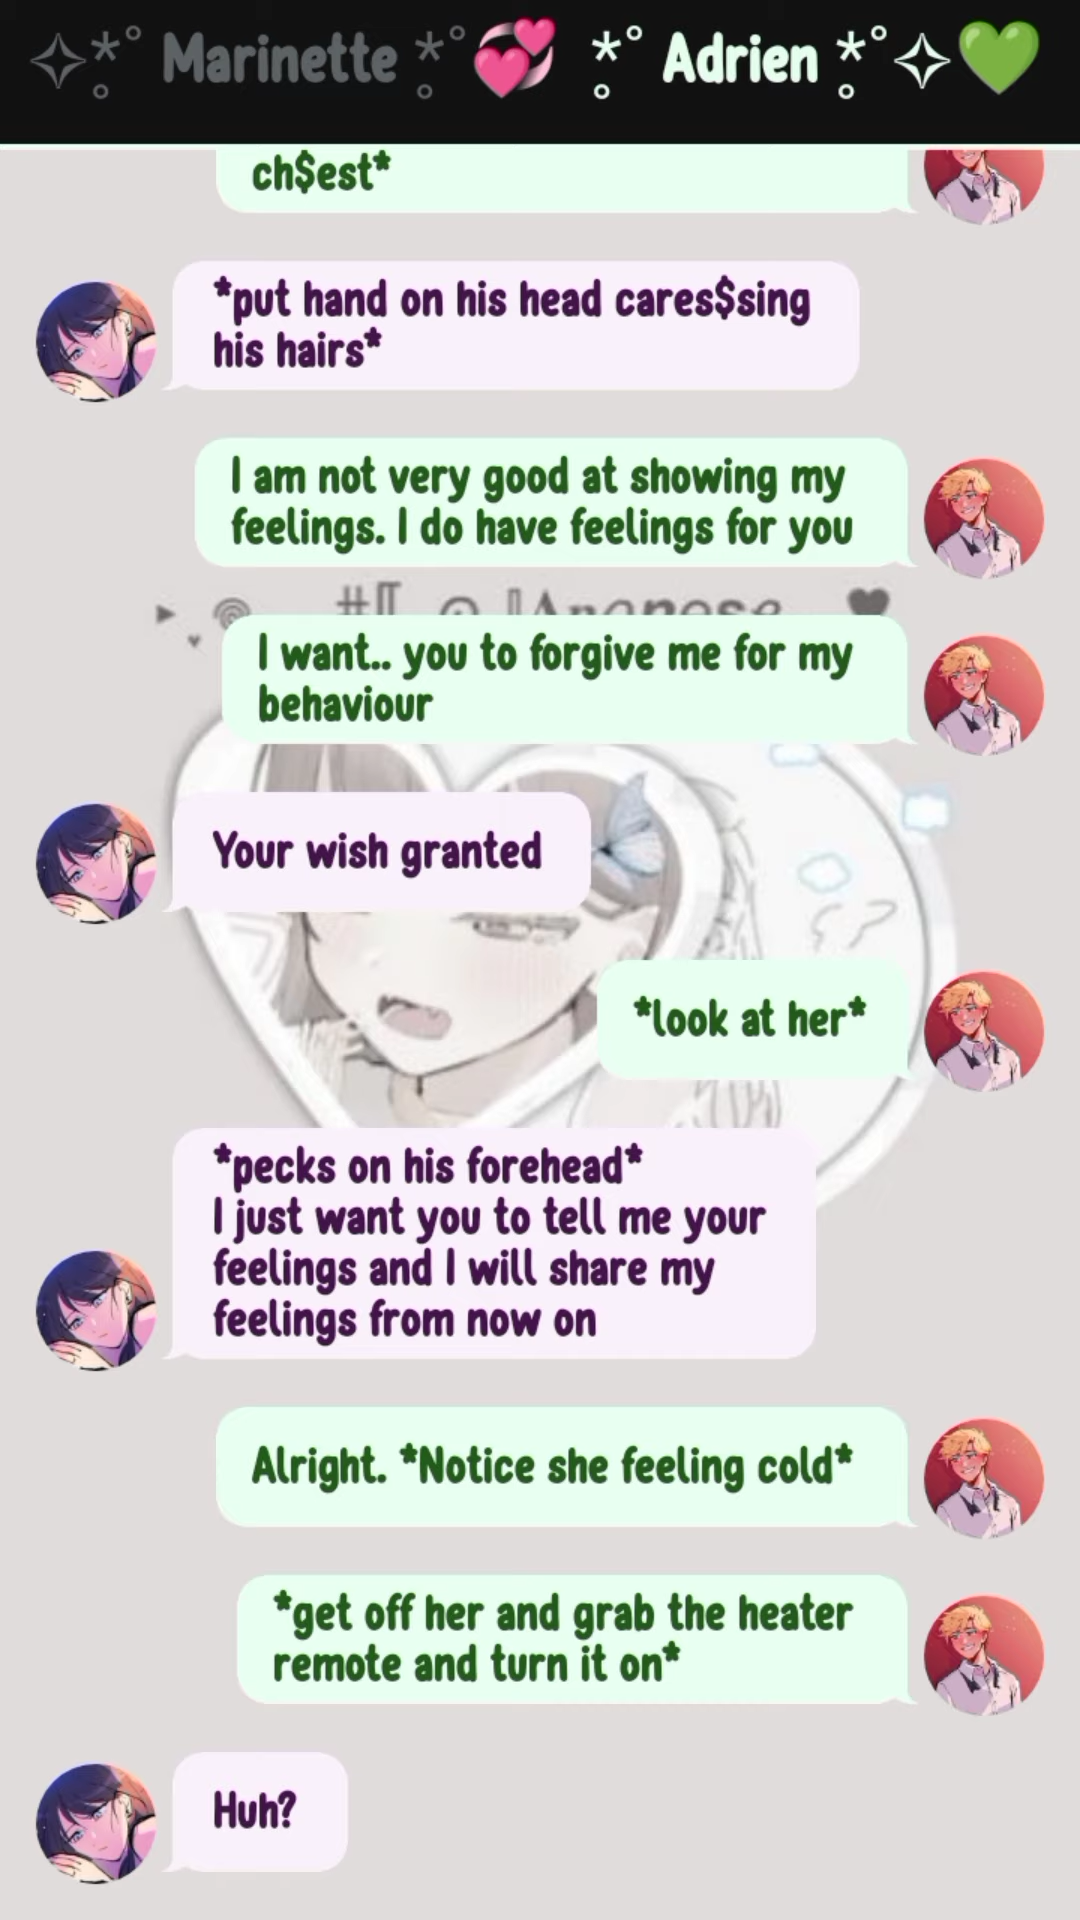 Marinette Adrien
ch$est*
*put hand on his head cares$sing
his hairs*
I am not very good at showing my
feelings. I do have feelings for you
I want.. you to forgive me for my
behaviour
Your wish granted
*look at her*
*pecks on his forehead*
I just want you to tell me your
feelings and I will share my
feelings from now on
Alright. *Notice she feeling cold*
*get off her and grab the heater
remote and turn it on*
Huh?